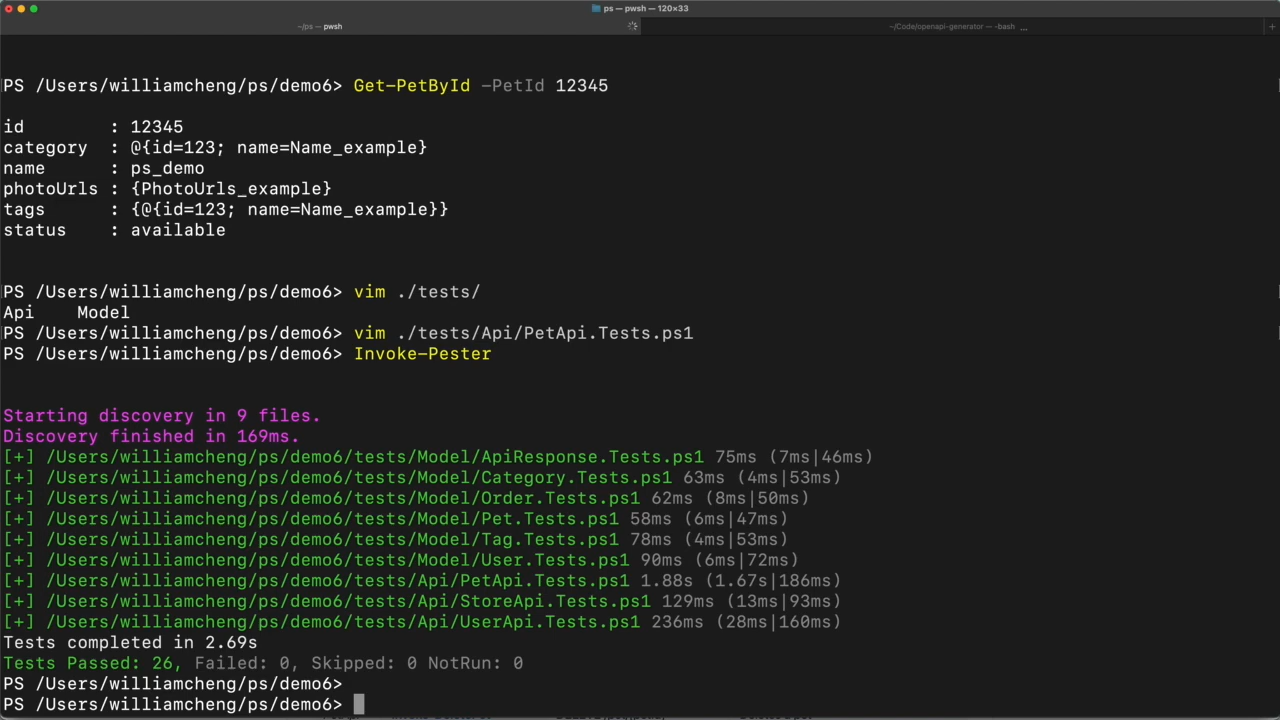 ps — pwsh — 120×33
~/ps — pwsh
~/Code/openapi-generator — -bash ...
+
PS /Users/williamcheng/ps/demo6> Get-PetById -PetId 12345
id : 12345
category : @{id=123; name=Name_example}
name : ps_demo
photoUrls : {PhotoUrls_example}
tags : {@{id=123; name=Name_example}}
status : available
PS /Users/williamcheng/ps/demo6> vim ./tests/
Api Model
PS /Users/williamcheng/ps/demo6> vim ./tests/Api/PetApi.Tests.ps1
PS /Users/williamcheng/ps/demo6> Invoke-Pester
Starting discovery in 9 files.
Discovery finished in 169ms.
[+] /Users/williamcheng/ps/demo6/tests/Model/ApiResponse.Tests.ps1 75ms (7ms|46ms)
[+] /Users/williamcheng/ps/demo6/tests/Model/Category.Tests.ps1 63ms (4ms|53ms)
[+] /Users/williamcheng/ps/demo6/tests/Model/Order.Tests.ps1 62ms (8ms|50ms)
[+] /Users/williamcheng/ps/demo6/tests/Model/Pet.Tests.ps1 58ms (6ms|47ms)
[+] /Users/williamcheng/ps/demo6/tests/Model/Tag.Tests.ps1 78ms (4ms|53ms)
[+] /Users/williamcheng/ps/demo6/tests/Model/User.Tests.ps1 90ms (6ms|72ms)
[+] /Users/williamcheng/ps/demo6/tests/Api/PetApi.Tests.ps1 1.88s (1.67s|186ms)
[+] /Users/williamcheng/ps/demo6/tests/Api/StoreApi.Tests.ps1 129ms (13ms|93ms)
[+] /Users/williamcheng/ps/demo6/tests/Api/UserApi.Tests.ps1 236ms (28ms|160ms)
Tests completed in 2.69s
Tests Passed: 26, Failed: 0, Skipped: 0 NotRun: 0
PS /Users/williamcheng/ps/demo6>
PS /Users/williamcheng/ps/demo6>